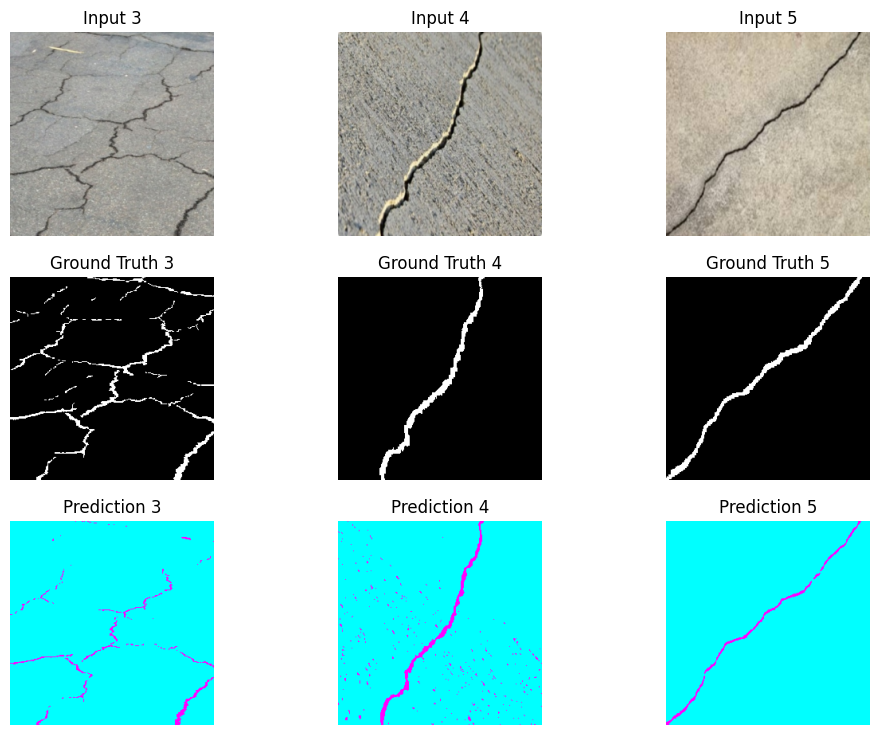 Input 3
Input 4
Input 5
Ground Truth 3
Ground Truth 4
Ground Truth 5
Prediction 3
Prediction 4
Prediction 5